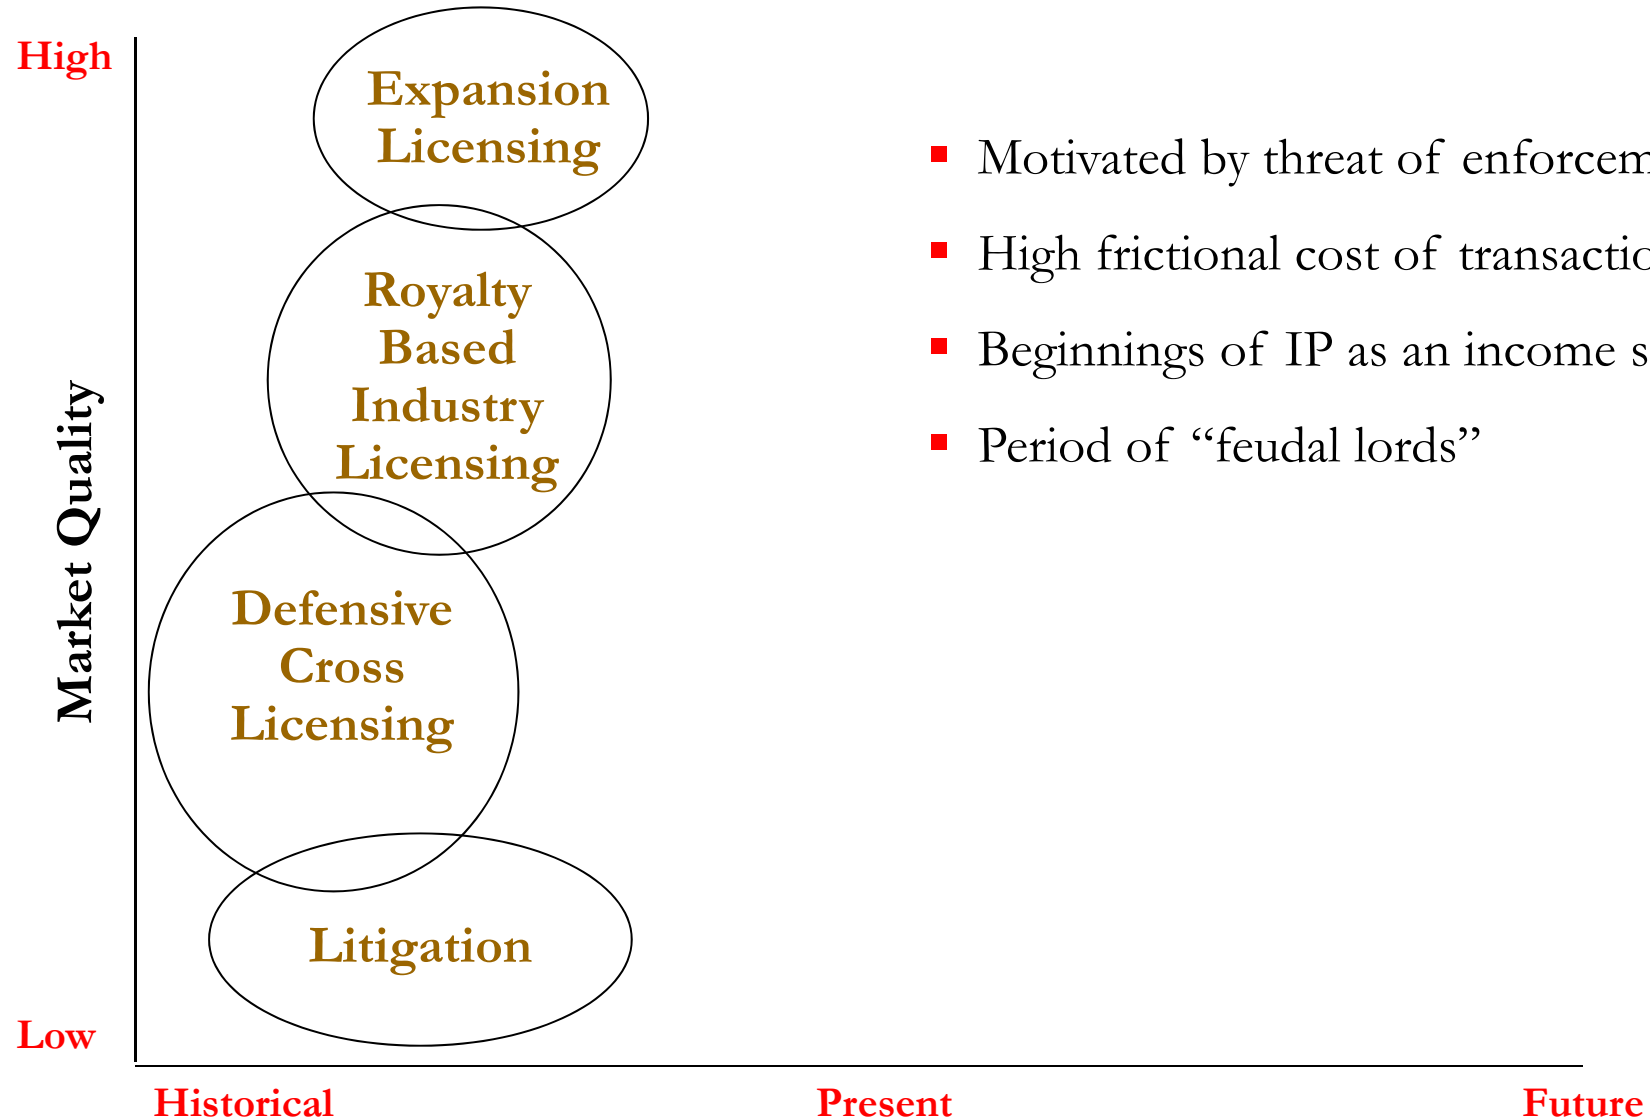 High
Expansion
Licensing
Royalty
Based
Industry
Licensing
Defensive
Cross
Licensing
Litigation
Market Quality
Low
Historical
Present
Future
Motivated by threat of
High frictional cost of
Beginnings of IP as an income
Period of “feudal lords”